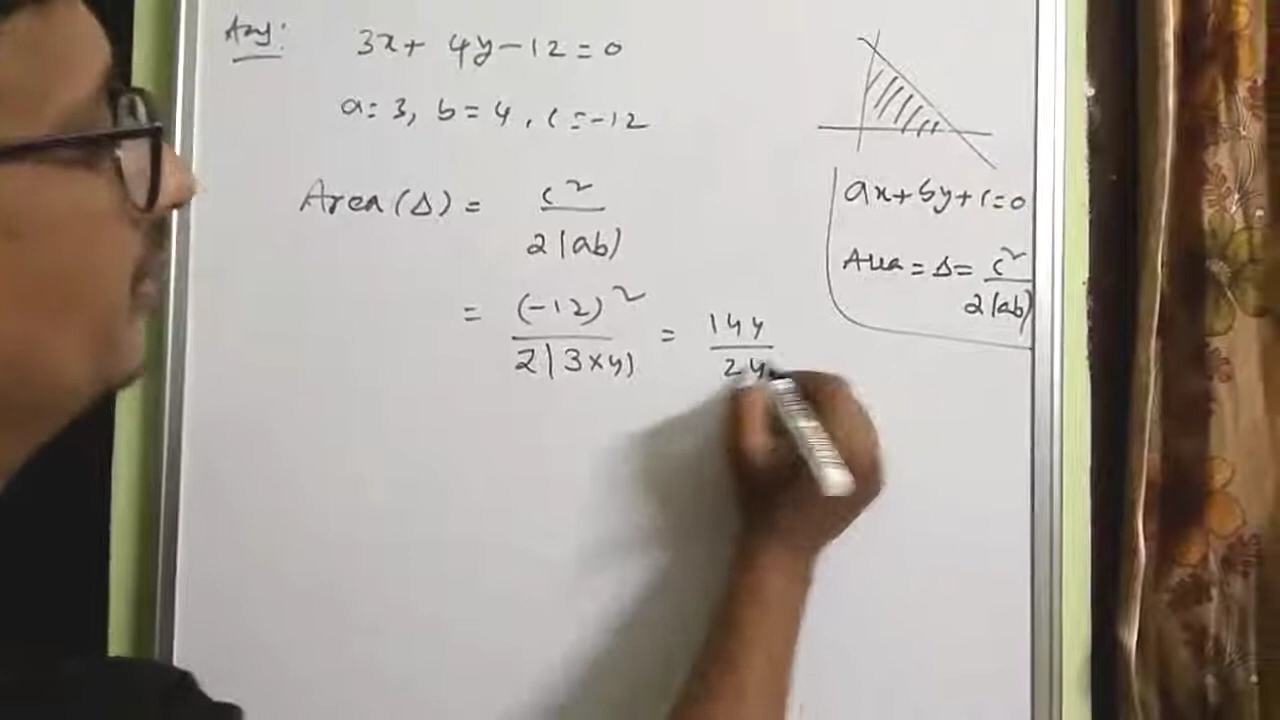 Ans:
3x + 4y - 12 = 0
a = 3, b = 4, c = -12
Area (Δ) = c²/2|ab|
= (-12)²/2|3×4| = 144/24
ax + by + c = 0
Area = Δ = c²/2|ab|